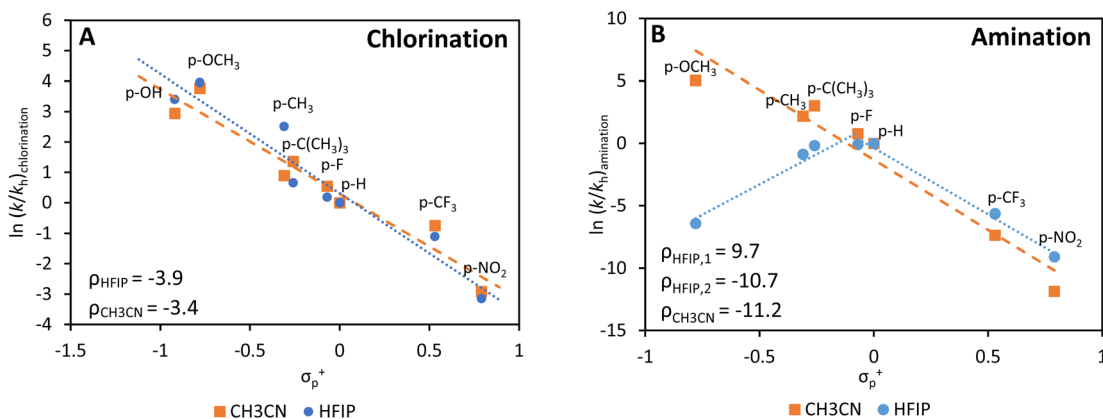 A
Chlorination
6
5
4
3
2
1
0
-1
-2
-3
-4
ln (k/kₕ)chlorination
p-OCH₃
p-OH
p-CH₃
p-C(CH₃)₃
p-F
p-H
p-CF₃
p-NO₂
ρHFIP = -3.9
ρCH3CN = -3.4
-1.5
-1
-0.5
0
0.5
1
σₚ⁺
CH3CN
HFIP
B
Amination
10
5
0
-5
-10
-15
ln (k/kₕ)amination
p-OCH₃
p-C(CH₃)₃
p-CH₃
p-F
p-H
p-CF₃
p-NO₂
ρHFIP,1 = 9.7
ρHFIP,2 = -10.7
ρCH3CN = -11.2
-1
-0.5
0
0.5
1
σₚ⁺
CH3CN
HFIP